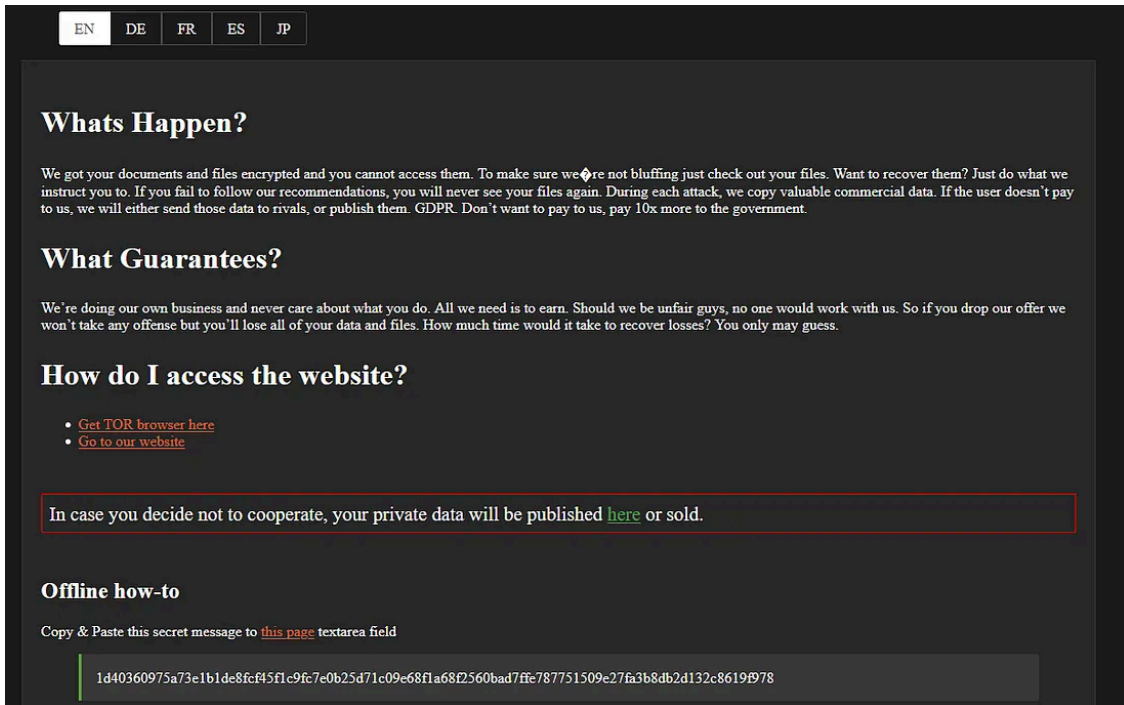 EN DE FR ES JP
Whats Happen?
We got your documents and files encrypted and you cannot access them. To make sure we�re not bluffing just check out your files. Want to recover them? Just do what we
instruct you to. If you fail to follow our recommendations, you will never see your files again. During each attack, we copy valuable commercial data. If the user doesn’t pay
to us, we will either send those data to rivals, or publish them. GDPR. Don’t want to pay to us, pay 10x more to the government.
What Guarantees?
We’re doing our own business and never care about what you do. All we need is to earn. Should we be unfair guys, no one would work with us. So if you drop our offer we
won’t take any offense but you’ll lose all of your data and files. How much time would it take to recover losses? You only may guess.
How do I access the website?
• Get TOR browser here
• Go to our website
In case you decide not to cooperate, your private data will be published here or sold.
Offline how-to
Copy & Paste this secret message to this page textarea field
1d40360975a73e1b1de8fcf45f1c9fc7e0b25d71c09e68f1a68f2560bad7ffe787751509e27fa3b8db2d132c8619f978